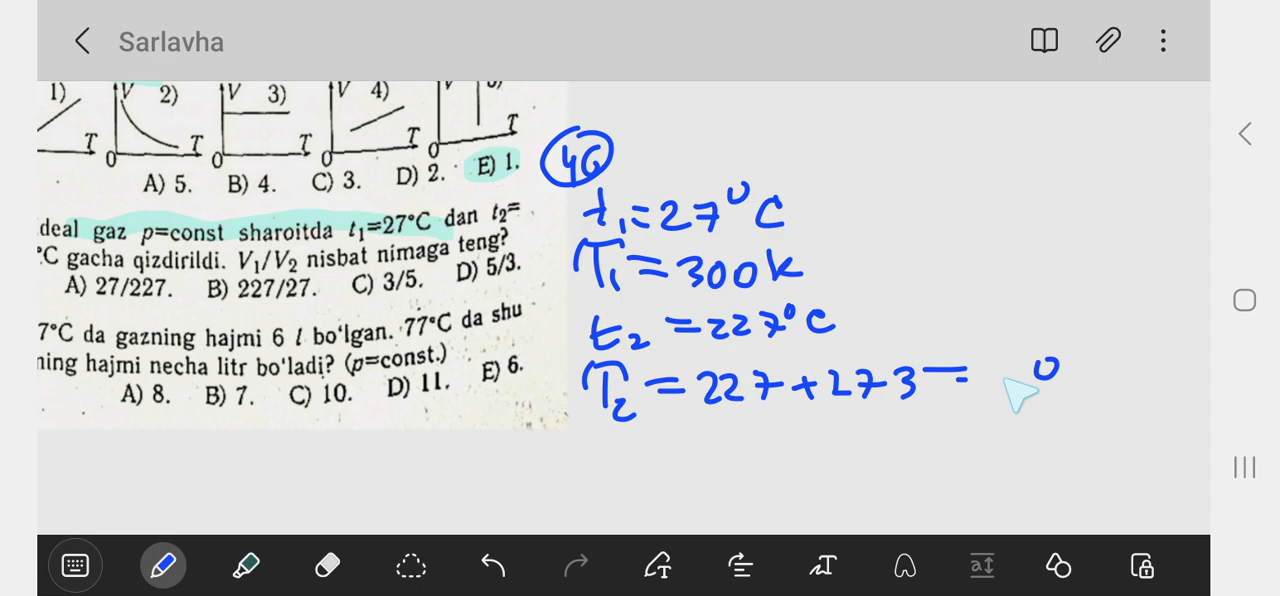 Sarlavha
1) V 2) V 3) V 4) V
T 0 T 0 T 0 T 0 T
A) 5. B) 4. C) 3. D) 2. E) 1.
deal gaz p=const sharoitda t₁=27°C dan t₂=
°C gacha qizdirildi. V₁/V₂ nisbat nimaga teng?
A) 27/227. B) 227/27. C) 3/5. D) 5/3.
7°C da gazning hajmi 6 l bo'lgan. 77°C da shu
ning hajmi necha litr bo'ladi? (p=const.)
A) 8. B) 7. C) 10. D) 11. E) 6.
46
t₁=27°C
T₁=300k
t₂=227°C
T₂=227+273= 0